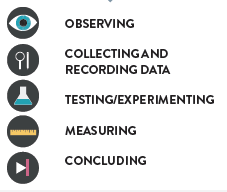 OBSERVING
COLLECTING AND
RECORDING DATA
TESTING/EXPERIMENTING
MEASURING
CONCLUDING